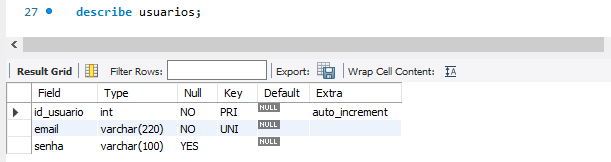 27 describe usuarios;
Result Grid Filter Rows: Export: Wrap Cell Content:
Field Type Null Key Default Extra
id_usuario int NO PRI NULL auto_increment
email varchar(220) NO UNI NULL
senha varchar(100) YES NULL